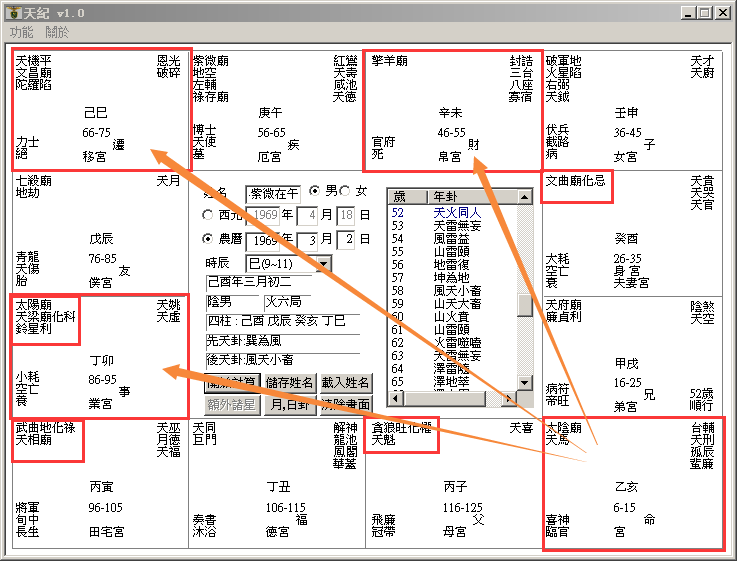 天紀 v1.0
功能 關於
天機平 恩光
文昌廟 破碎
陀羅陷
己巳
力士 66-75 遷
絕 移宮
紫微廟 紅鸞
地空 天壽
左輔 咸池
祿存廟 天德
庚午
博士 56-65
天使 疾
墓 厄宮
擎羊廟 封誥
三台
八座
寡宿
辛未
官府 46-55 財
死 帛宮
破軍地 天才
火星陷 天廚
右弼
天鉞
壬申
伏兵 36-45
截路 子
病 女宮
七殺廟 天月
地劫
戊辰
青龍 76-85
天傷 友
胎 僕宮
姓名 紫微在午 男 女
西元 1969 年 4 月 18 日
農曆 1969 年 3 月 2 日
時辰 巳(9~11)
己酉年三月初二
陰男 火六局
四柱 : 己酉 戊辰 癸亥 丁巳
先天卦:巽為風
後天卦:風天小畜
開始計算 儲存姓名 載入姓名
額外諸星 月,日卦 清除畫面
歲 年卦
52 天火同人
53 天雷無妄
54 風雷益
55 山雷頤
56 地雷復
57 坤為地
58 風天小畜
59 山天大畜
60 山火賁
61 山雷頤
62 火雷噬嗑
63 天雷無妄
64 澤雷隨
65 澤地萃
文曲廟化忌 天貴
天哭
天官
癸酉
大耗 26-35
空亡 身 宮
衰 夫妻宮
太陽廟 天姚
天梁廟化科 天虛
鈴星利
丁卯
小耗 86-95
空亡 事
養 業宮
天府廟 陰煞
廉貞利 天空
甲戌
病符 16-25 兄 52歲
帝旺 弟宮 順行
武曲地化祿 天巫
天相廟 月德
天福
丙寅
將軍 96-105
旬中
長生 田宅宮
天同 解神
巨門 龍池
鳳閣
華蓋
丁丑
106-115
奏書 福
沐浴 德宮
貪狼旺化權 天喜
天魁
丙子
116-125
飛廉 父
冠帶 母宮
太陰廟 台輔
天馬 天刑
孤辰
蜚廉
乙亥
6-15
喜神 命
臨官 宮